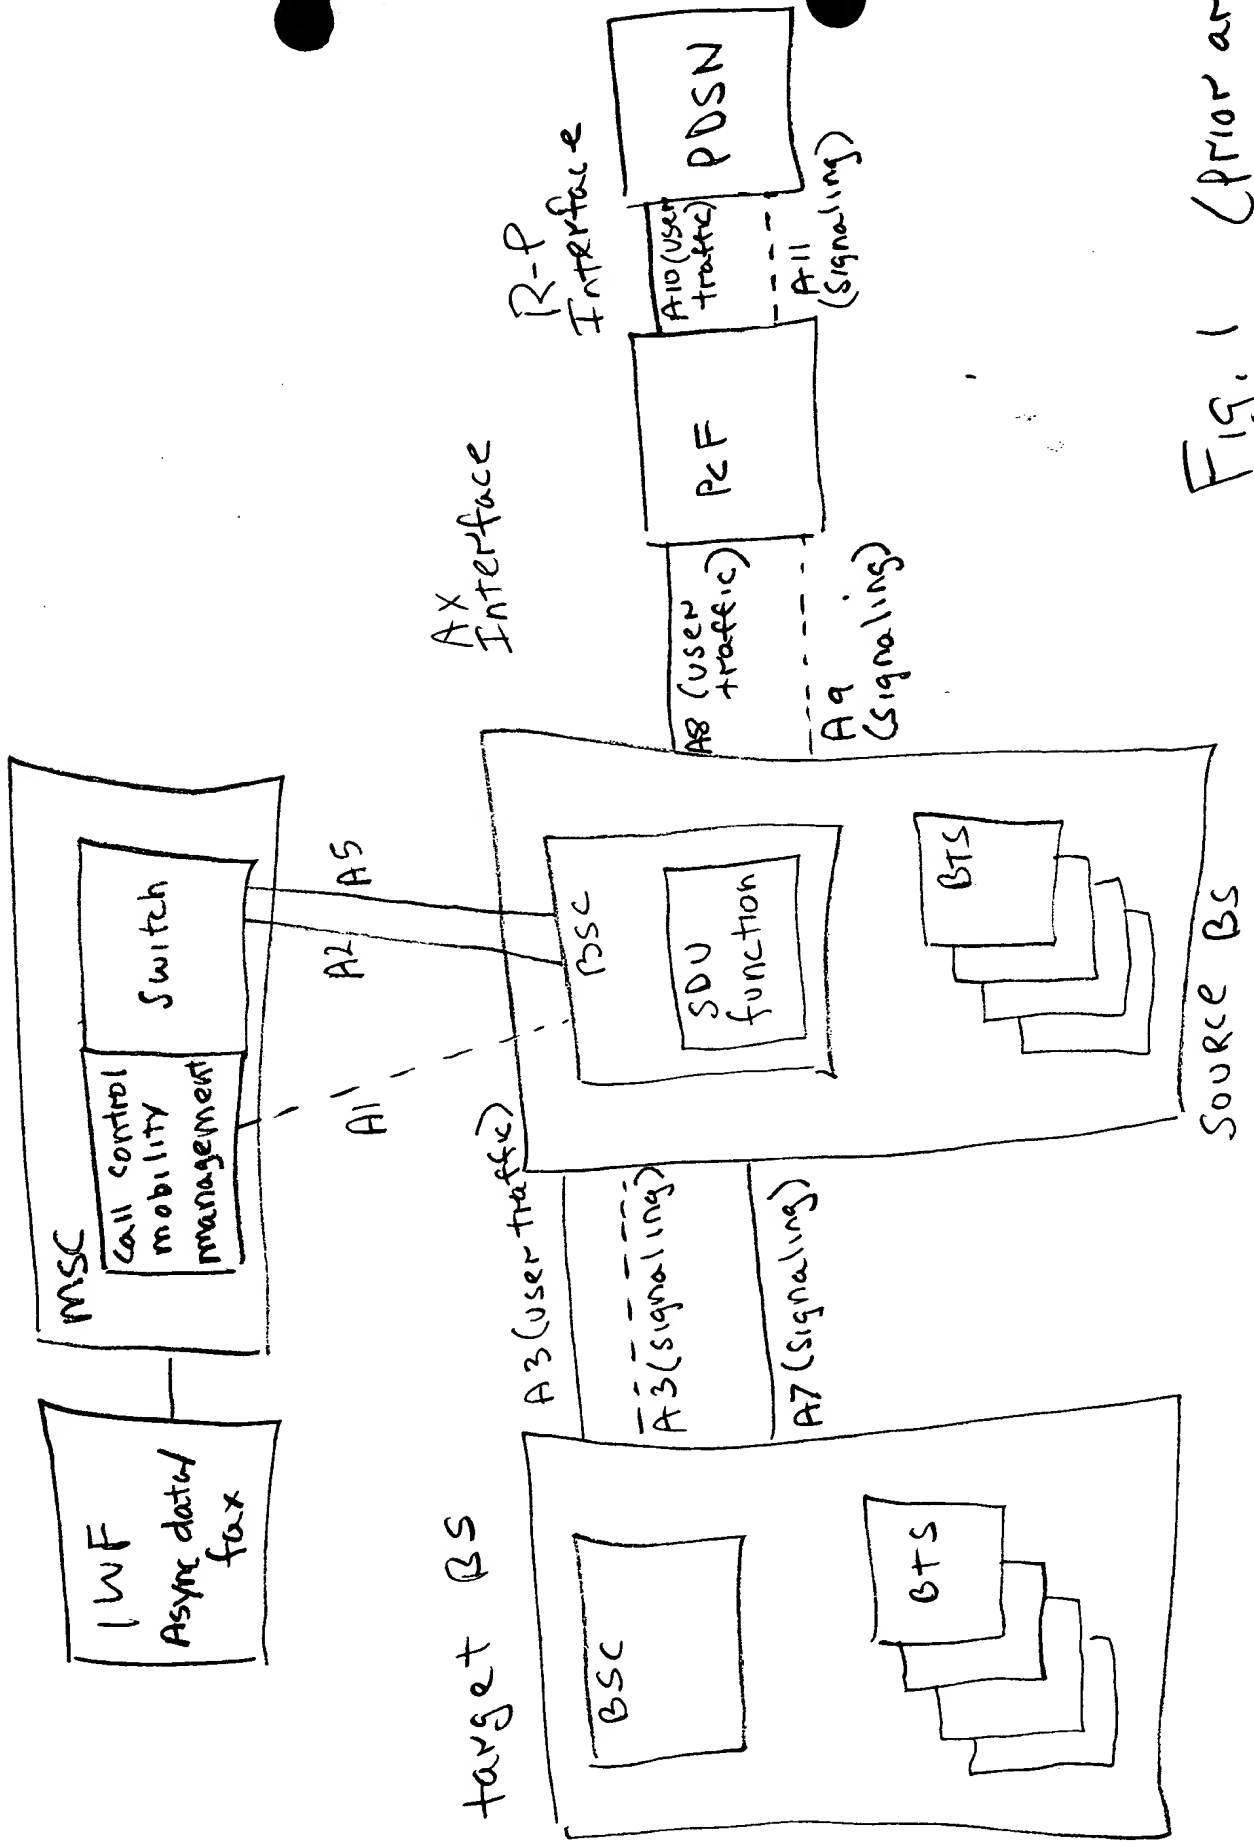 IWF
Async data/
fax
MSC
call control
mobility
management
Switch
A1
A2
A5
target BS
BSC
BTS
A3 (user traffic)
A3 (signaling)
A7 (signaling)
BSC
SDU
function
BTS
Source BS
Ax
Interface
A8 (user
traffic)
A9
(signaling)
PCF
R-P
Interface
A10 (user
traffic)
A11
(signaling)
PDSN
Fig. 1 (Prior ar